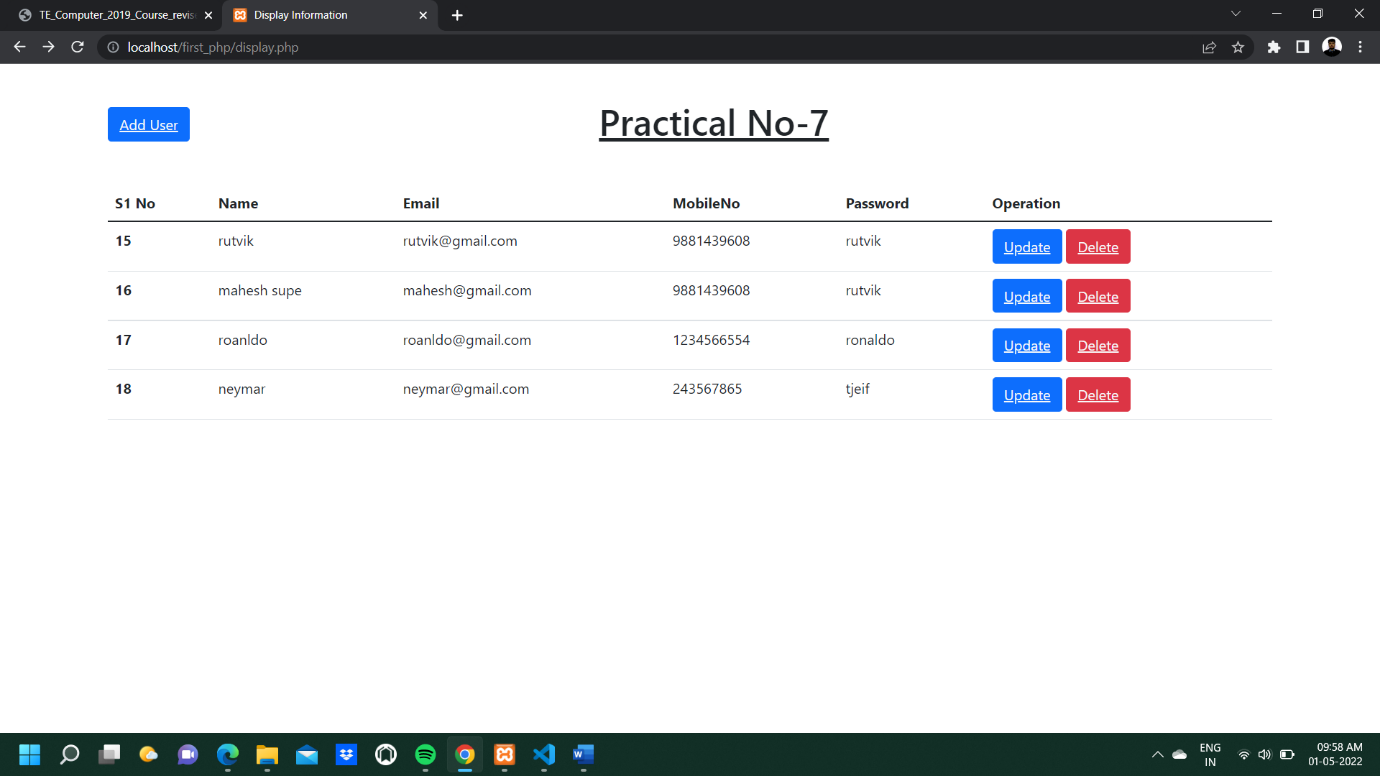 TE_Computer_2019_Course_revis
Display Information
localhost/first_php/display.php
Add User
Practical No-7
S1 No Name Email MobileNo Password Operation
15 rutvik rutvik@gmail.com 9881439608 rutvik Update Delete
16 mahesh supe mahesh@gmail.com 9881439608 rutvik Update Delete
17 roanldo roanldo@gmail.com 1234566554 ronaldo Update Delete
18 neymar neymar@gmail.com 243567865 tjeif Update Delete
ENG 09:58 AM
IN 01-05-2022